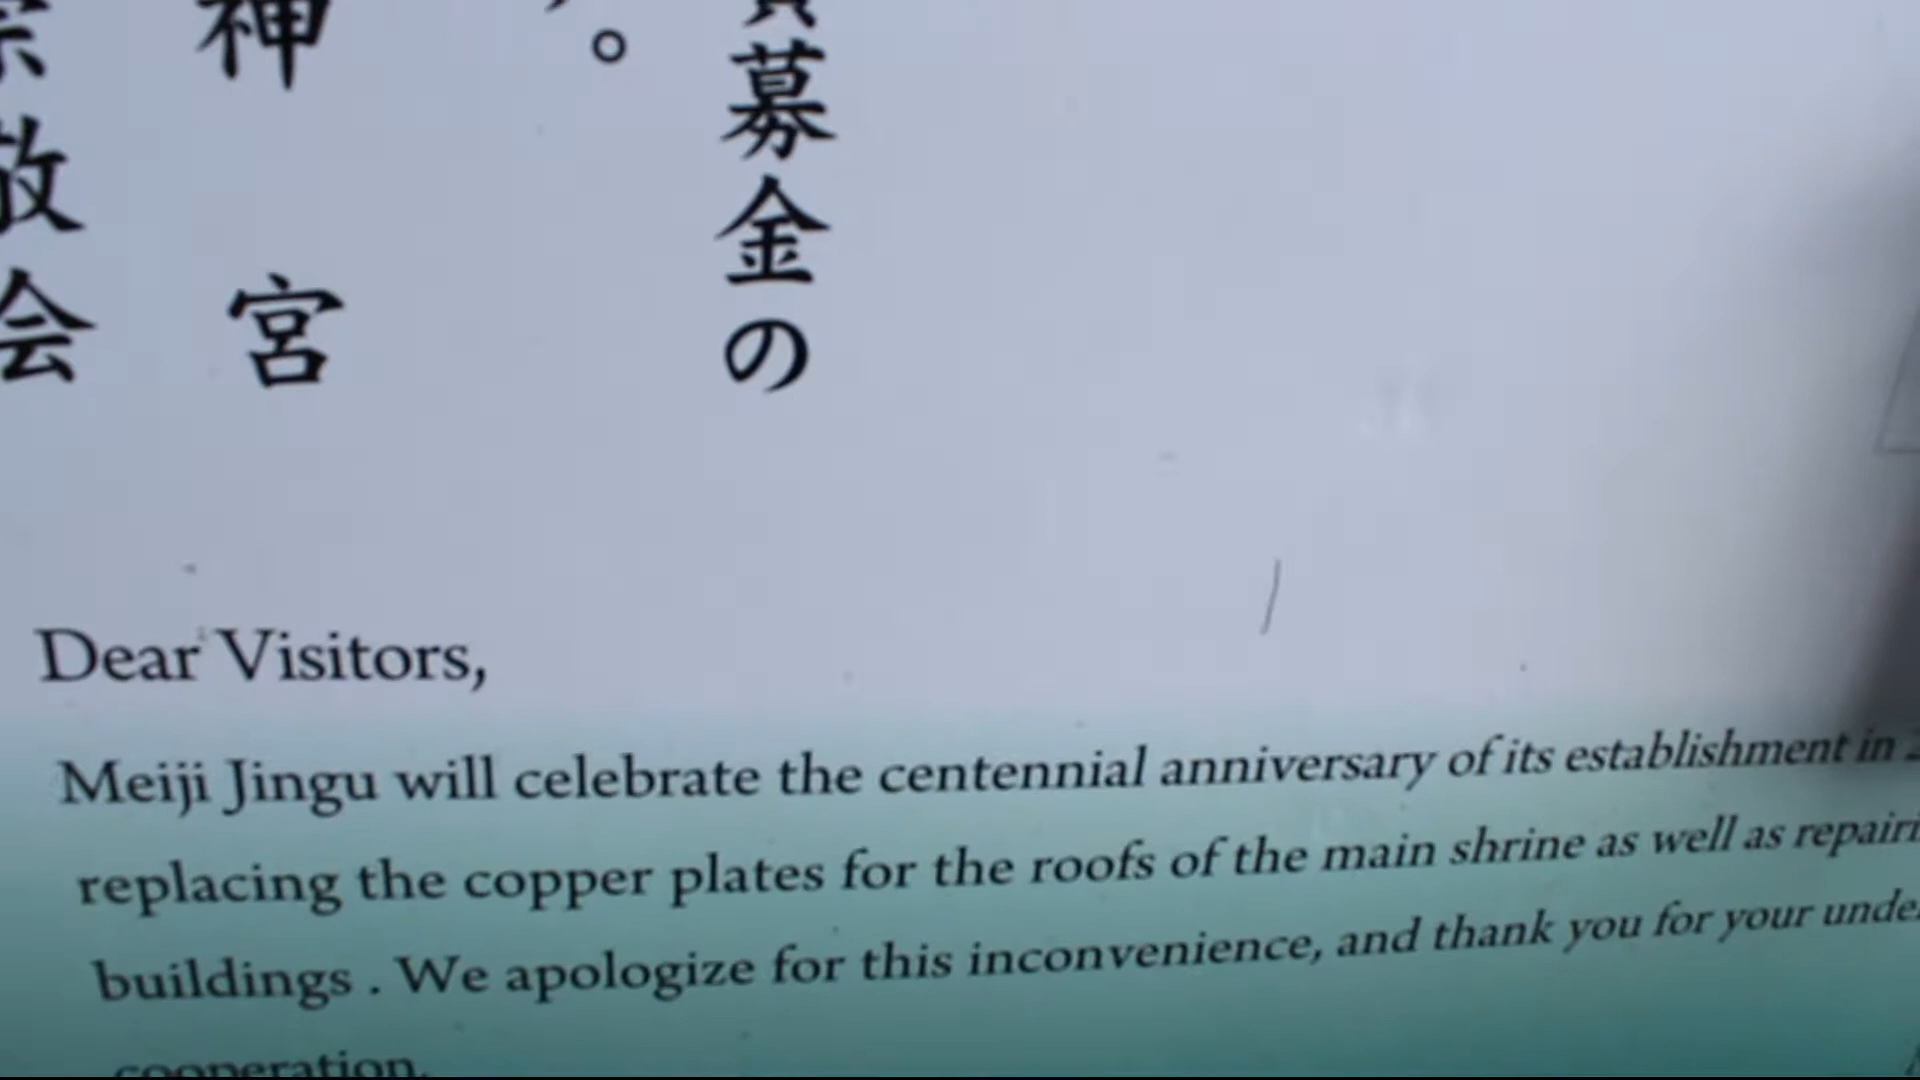 募金の
。
神宮
敬会
Dear Visitors,
Meiji Jingu will celebrate the centennial anniversary of its establishment in
replacing the copper plates for the roofs of the main shrine as well as
buildings . We apologize for this inconvenience, and thank you for your
cooperation.